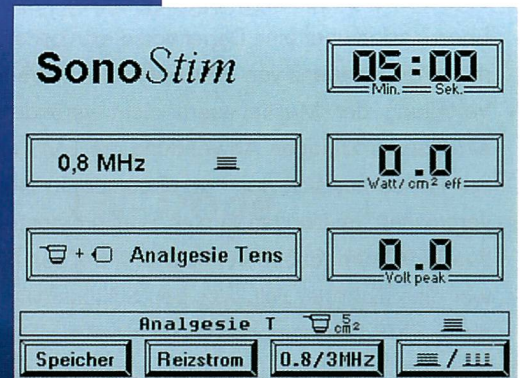 SonoStim
05:00
Min. Sek.
0,8 MHz
0.0
Watt/cm² eff
+ Analgesie Tens
0.0
Volt peak
Analgesie T 5 cm²
Speicher Reizstrom 0.8/3MHz /